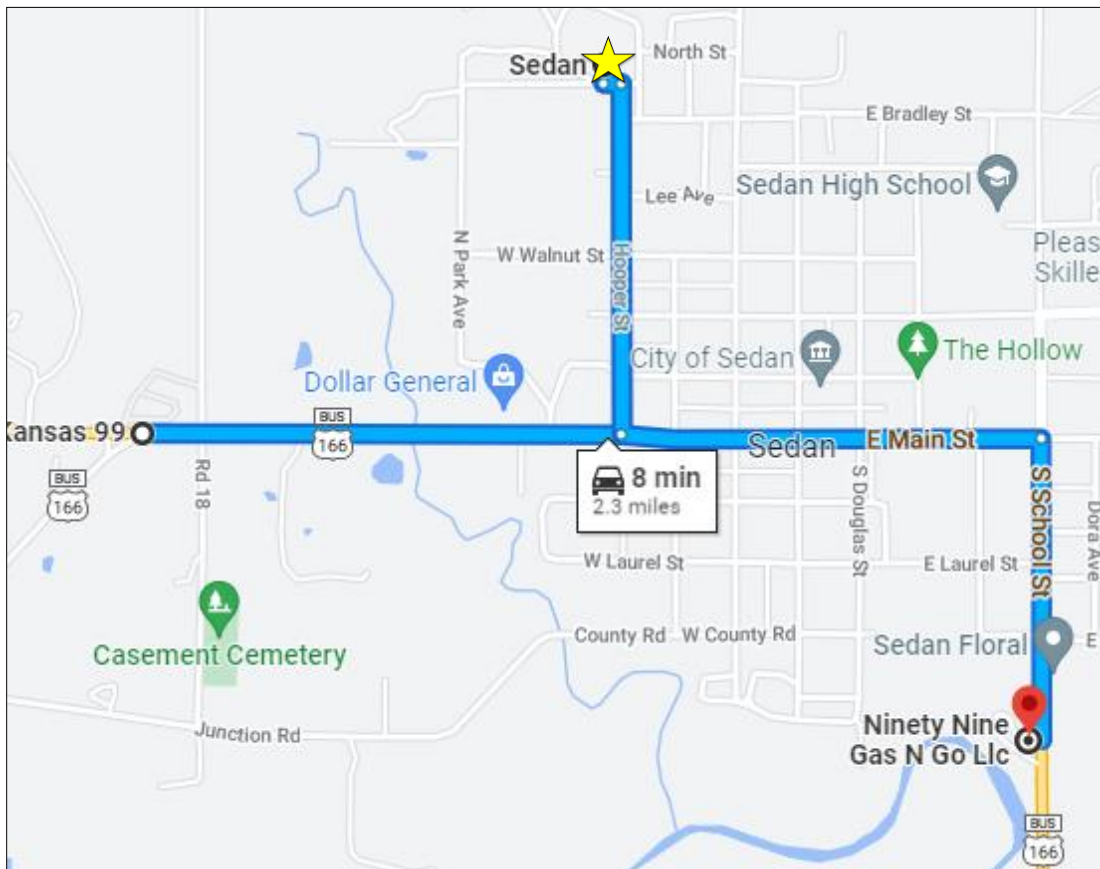 North St
Sedan
E Bradley St
Sedan High School
Lee Ave
Pleas
Skille
W Walnut St
N Park Ave
Hooper St
City of Sedan
The Hollow
Dollar General
Kansas 99
BUS
166
Sedan
E Main St
BUS
166
8 min
2.3 miles
Rd 18
S Douglas St
S School St
Dora Ave
W Laurel St
E Laurel St
County Rd
W County Rd
Sedan Floral
E
Casement Cemetery
Junction Rd
Ninety Nine
Gas N Go Llc
BUS
166